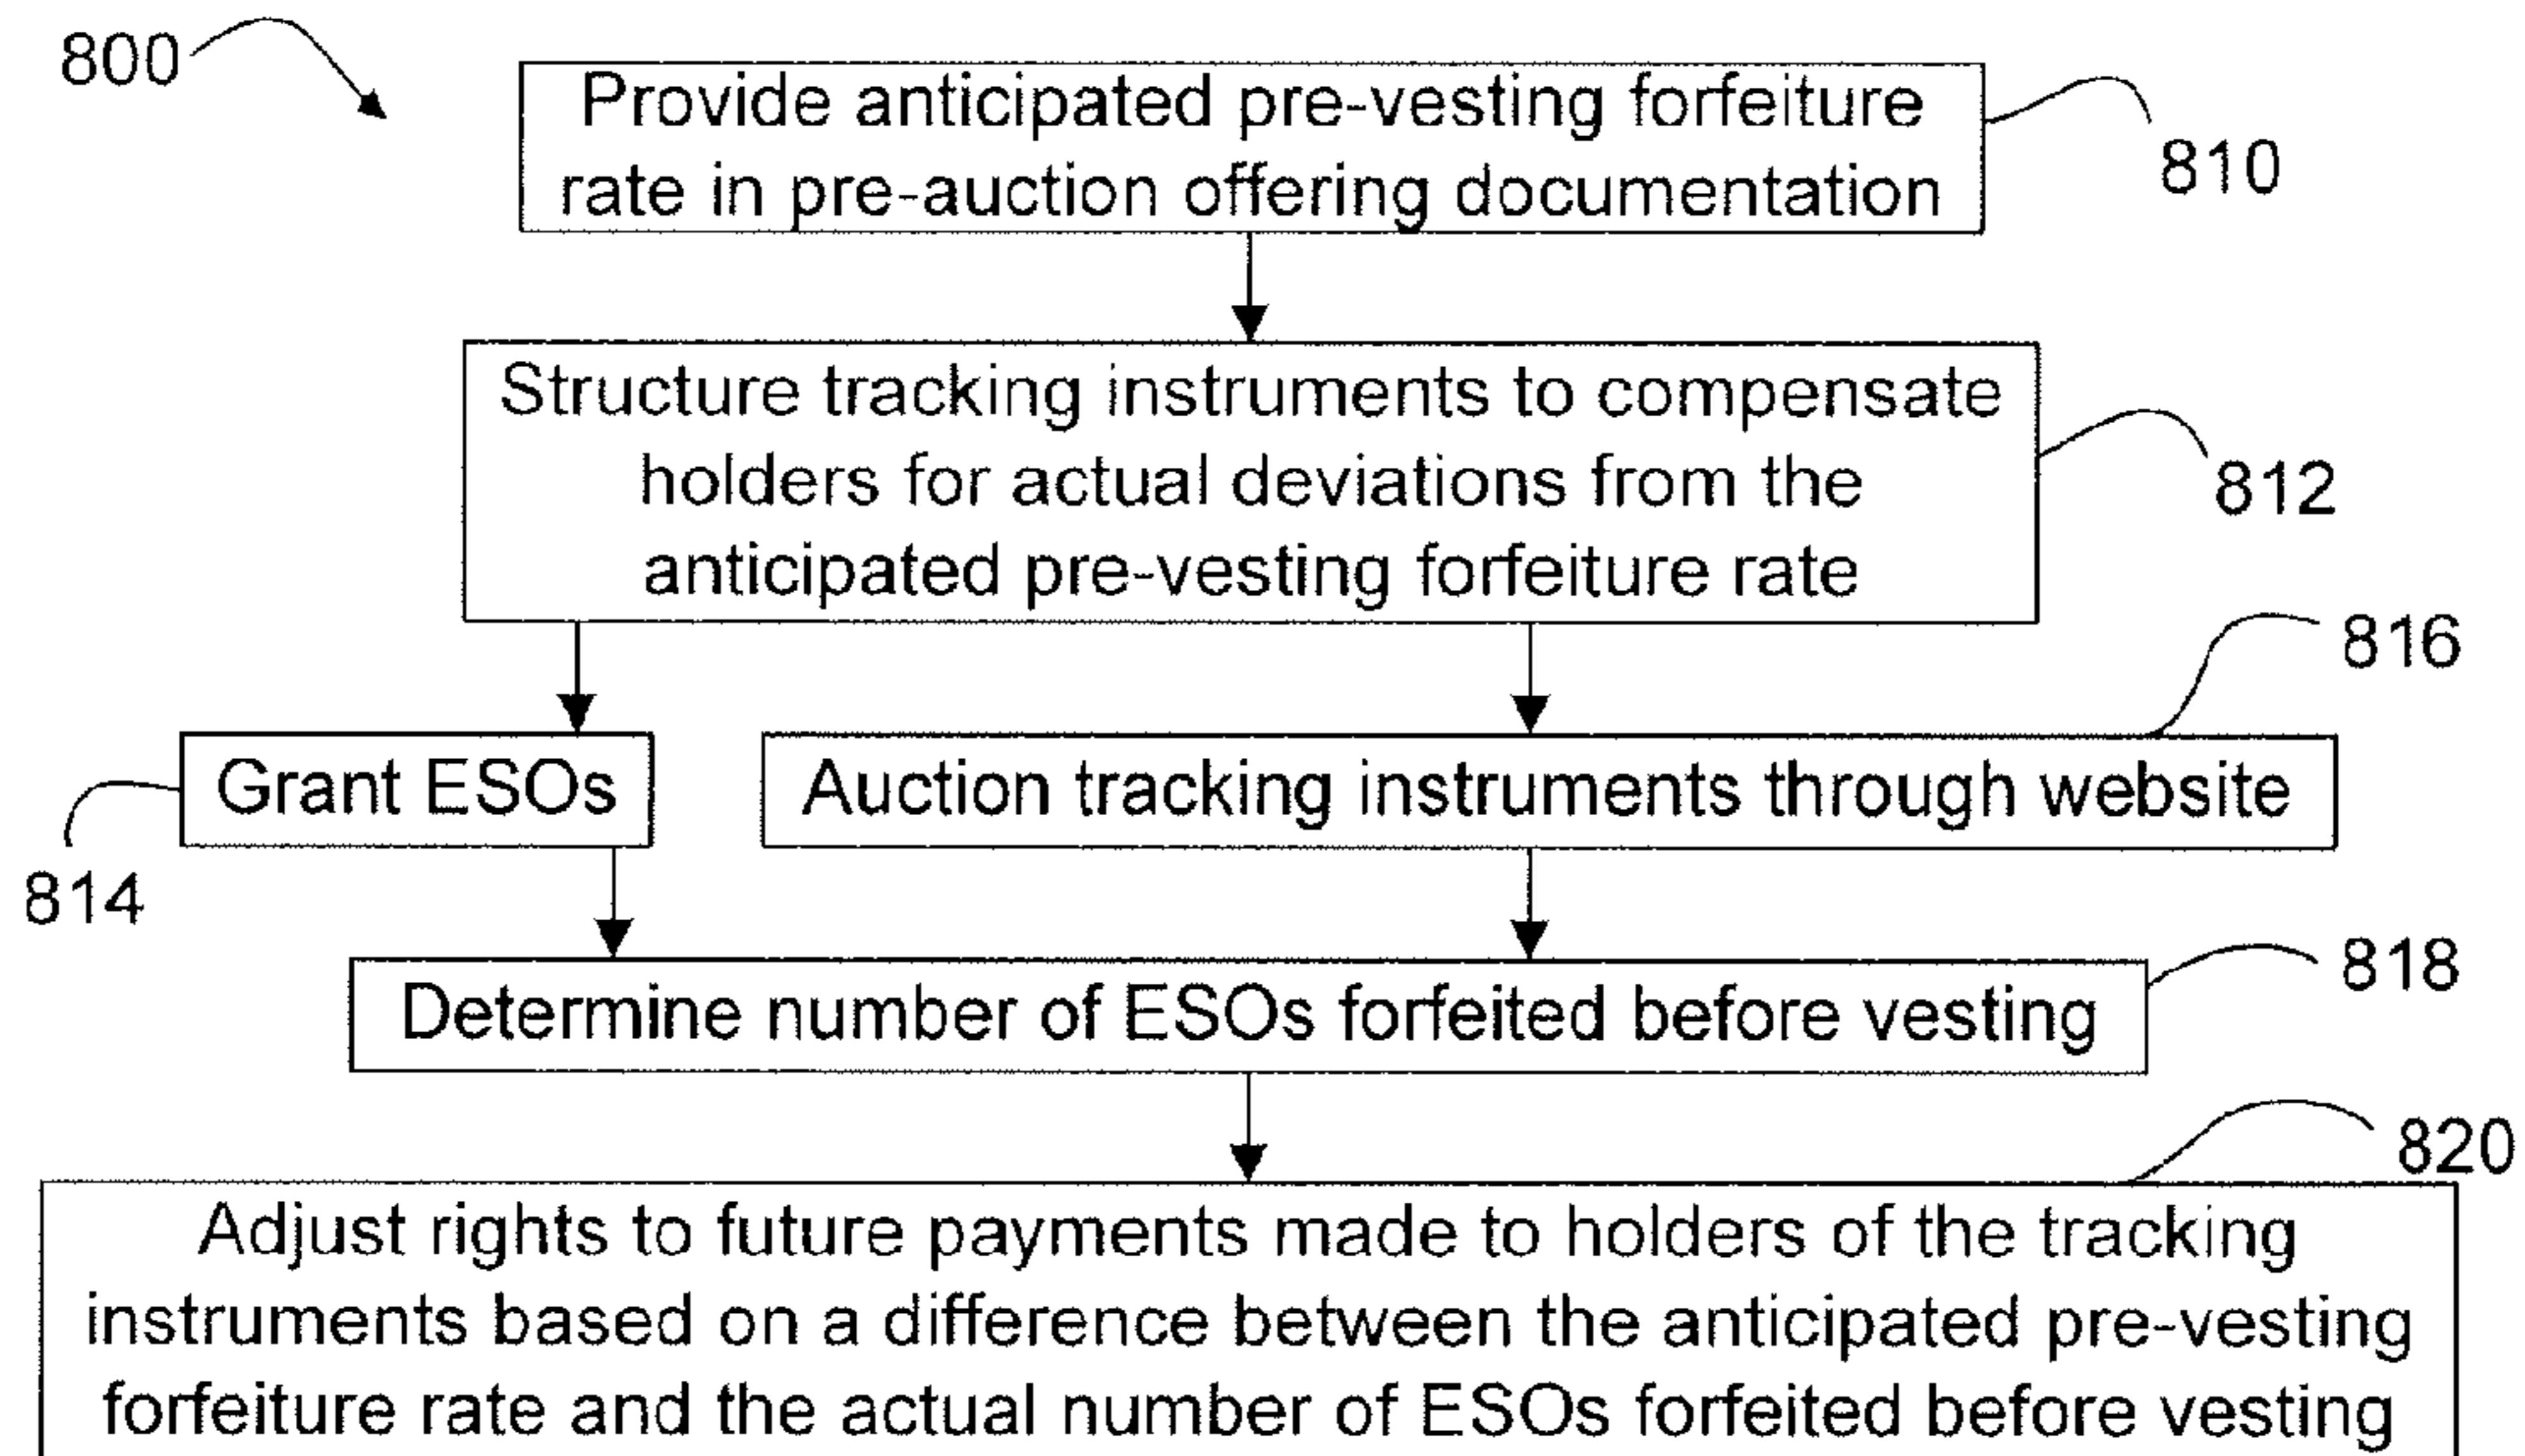 800
Provide anticipated pre-vesting forfeiture
rate in pre-auction offering documentation
810
Structure tracking instruments to compensate
holders for actual deviations from the
anticipated pre-vesting forfeiture rate
812
816
Grant ESOs
Auction tracking instruments through website
814
Determine number of ESOs forfeited before vesting
818
820
Adjust rights to future payments made to holders of the tracking
instruments based on a difference between the anticipated pre-vesting
forfeiture rate and the actual number of ESOs forfeited before vesting